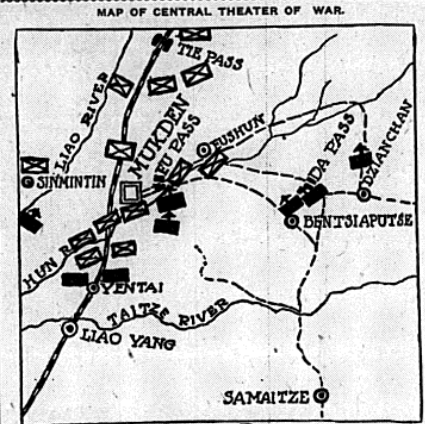 MAP OF CENTRAL THEATER OF WAR.
TIE PASS
LIAO RIVER
MUKDEN
FU PASS
FUSHUN
DA PASS
DZIANCHAN
SINMINTIN
BENTSIAPUTSE
HUN R
YENTAI
TAITZE RIVER
LIAO YANG
SAMAITZE